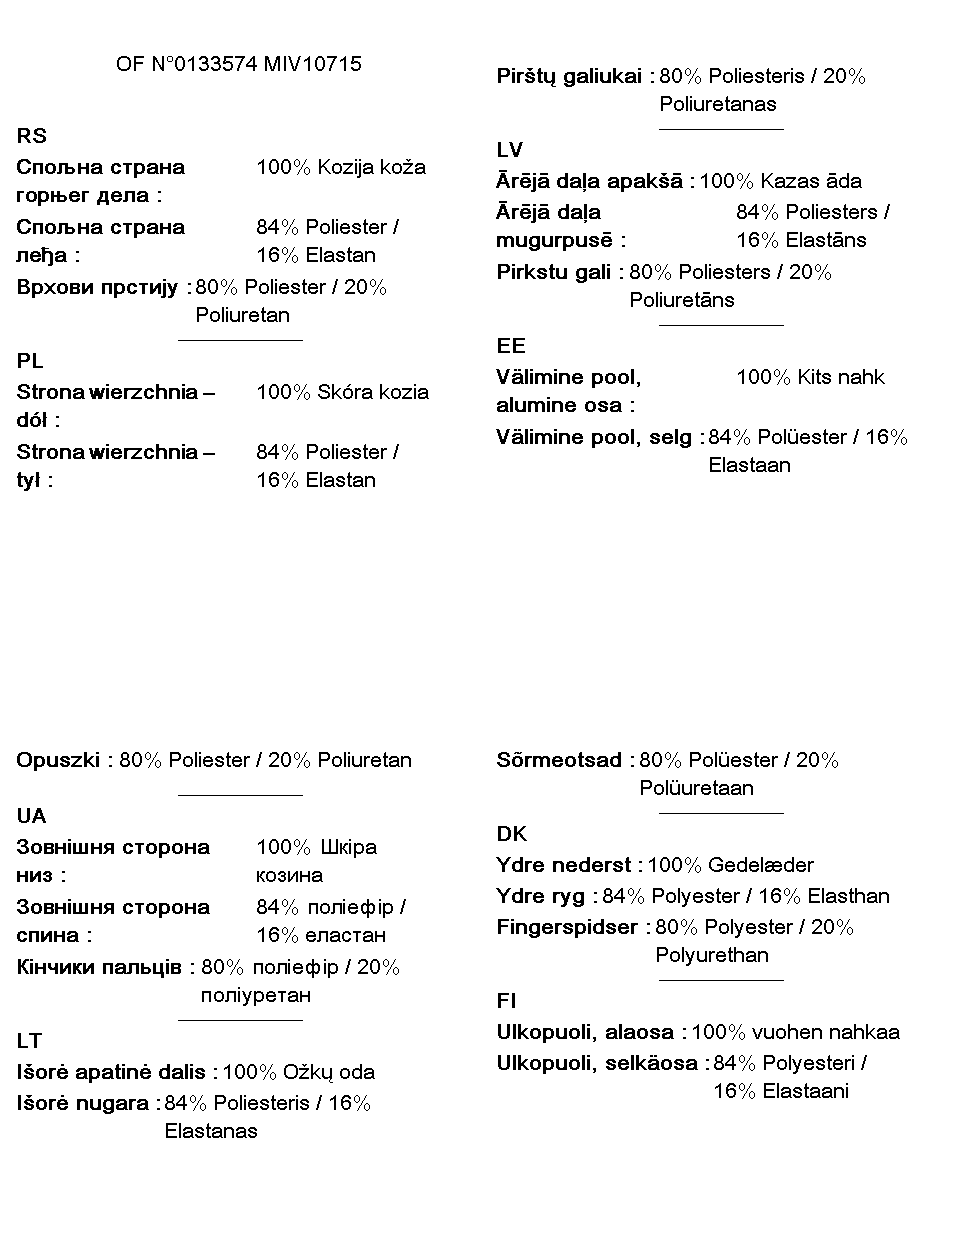 OF N°0133574 MIV10715
RS
Спољна страна 100% Kozija koža
горњег дела :
Спољна страна 84% Poliester /
леђа : 16% Elastan
Врхови прстију : 80% Poliester / 20%
Poliuretan
PL
Strona wierzchnia – 100% Skóra kozia
dół :
Strona wierzchnia – 84% Poliester /
tył : 16% Elastan
Opuszki : 80% Poliester / 20% Poliuretan
UA
Зовнішня сторона 100% Шкіра
низ : козина
Зовнішня сторона 84% поліефір /
спина : 16% еластан
Кінчики пальців : 80% поліефір / 20%
поліуретан
LT
Išorė apatinė dalis : 100% Ožkų oda
Išorė nugara : 84% Poliesteris / 16%
Elastanas
Pirštų galiukai : 80% Poliesteris / 20%
Poliuretanas
LV
Ārējā daļa apakšā : 100% Kazas āda
Ārējā daļa 84% Poliesters /
mugurpusē : 16% Elastāns
Pirkstu gali : 80% Poliesters / 20%
Poliuretāns
EE
Välimine pool, 100% Kits nahk
alumine osa :
Välimine pool, selg : 84% Polüester / 16%
Elastaan
Sõrmeotsad : 80% Polüester / 20%
Polüuretaan
DK
Ydre nederst : 100% Gedelæder
Ydre ryg : 84% Polyester / 16% Elasthan
Fingerspidser : 80% Polyester / 20%
Polyurethan
FI
Ulkopuoli, alaosa : 100% vuohen nahkaa
Ulkopuoli, selkäosa : 84% Polyesteri /
16% Elastaani